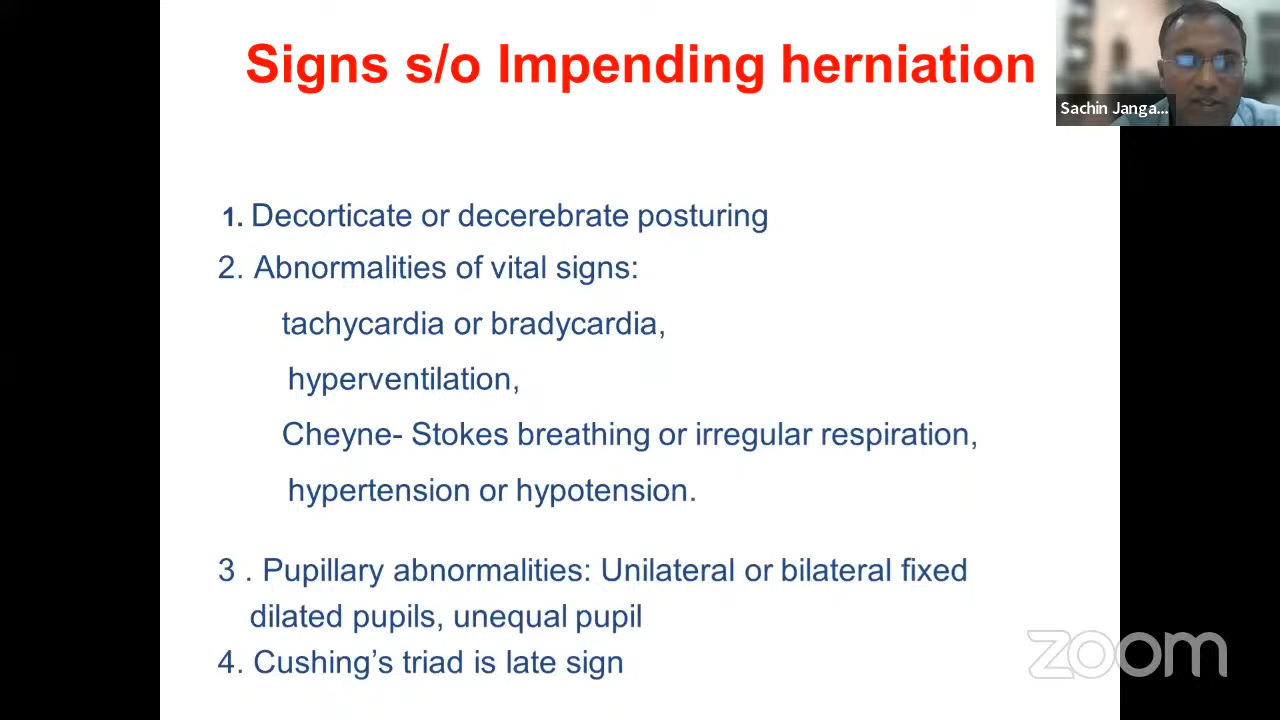 Signs s/o Impending herniation
Sachin Janga...
1. Decorticate or decerebrate posturing
2. Abnormalities of vital signs:
tachycardia or bradycardia,
hyperventilation,
Cheyne- Stokes breathing or irregular respiration,
hypertension or hypotension.
3 . Pupillary abnormalities: Unilateral or bilateral fixed
dilated pupils, unequal pupil
4. Cushing’s triad is late sign
zoom